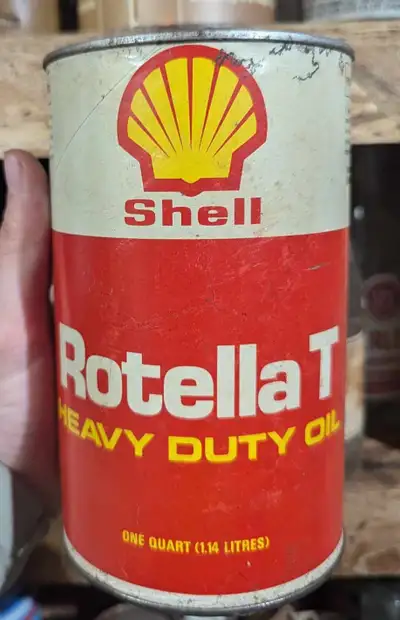 Shell
Rotella T
HEAVY DUTY OIL
ONE QUART (1.14 LITRES)